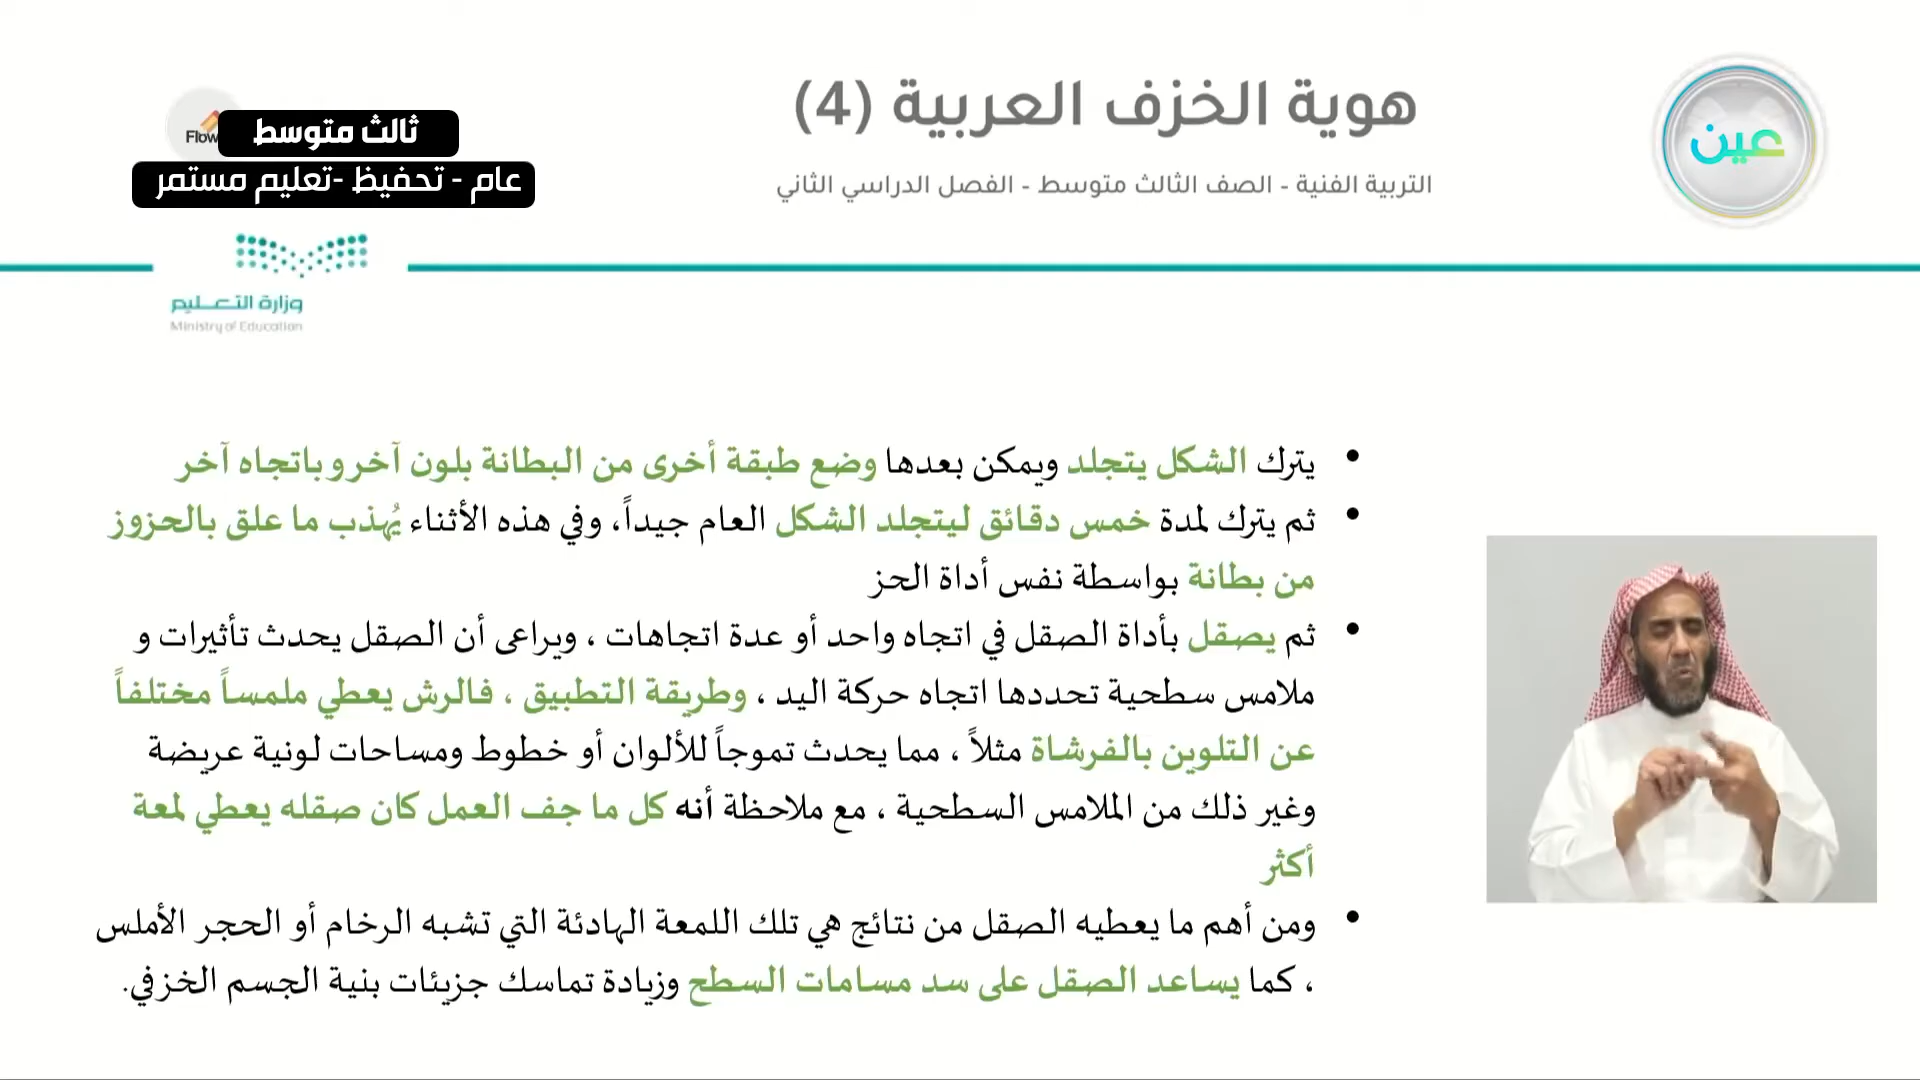 هوية الخزف العربية (4)
التربية الفنية - الصف الثالث متوسط - الفصل الدراسي الثاني
عين
Flow
ثالث متوسط
عام - تحفيظ -تعليم مستمر
وزارة التعليم
Ministry of Education
• يترك الشكل يتجلد ويمكن بعدها وضع طبقة أخرى من البطانة بلون آخر وباتجاه آخر
• ثم يترك لمدة خمس دقائق ليتجلد الشكل العام جيداً، وفي هذه الأثناء يُهذب ما علق بالحزوز
من بطانة بواسطة نفس أداة الحز
• ثم يصقل بأداة الصقل في اتجاه واحد أو عدة اتجاهات ، ويراعى أن الصقل يحدث تأثيرات و
ملامس سطحية تحددها اتجاه حركة اليد ، وطريقة التطبيق ، فالرش يعطي ملمساً مختلفاً
عن التلوين بالفرشاة مثلاً ، مما يحدث تموجاً للألوان أو خطوط ومساحات لونية عريضة
وغير ذلك من الملامس السطحية ، مع ملاحظة أنه كل ما جف العمل كان صقله يعطي لمعة
أكثر
• ومن أهم ما يعطيه الصقل من نتائج هي تلك اللمعة الهادئة التي تشبه الرخام أو الحجر الأملس
، كما يساعد الصقل على سد مسامات السطح وزيادة تماسك جزيئات بنية الجسم الخزفي.